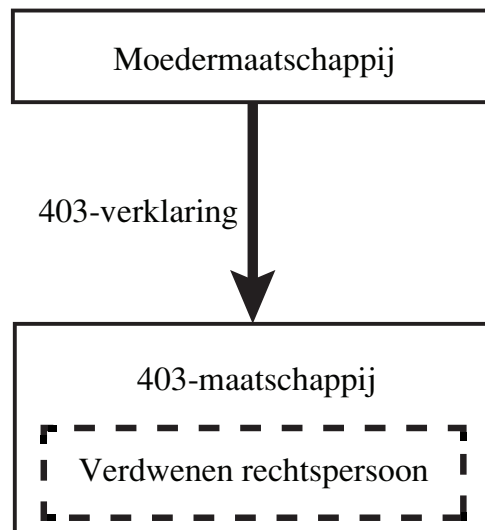 Moedermaatschappij
403-verklaring
403-maatschappij
Verdwenen rechtspersoon